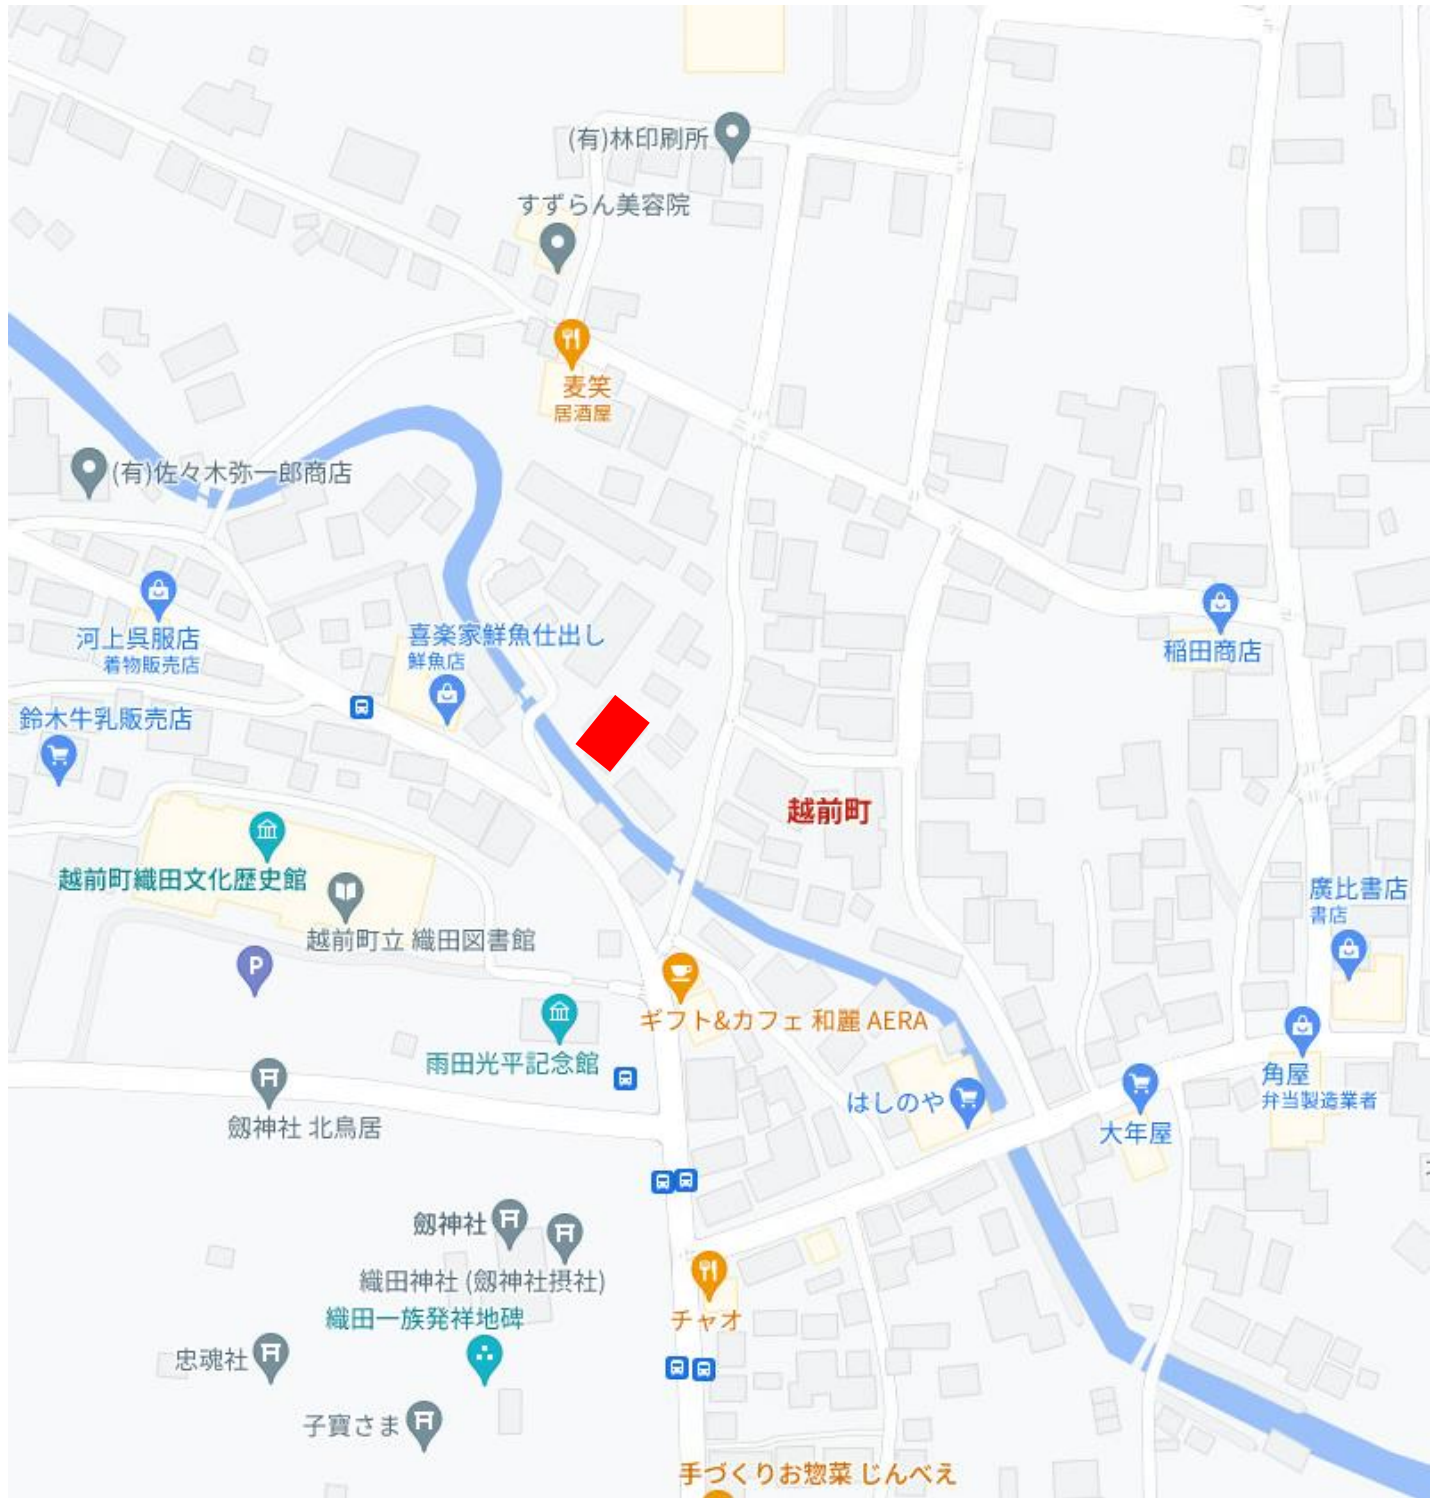 (有)林印刷所
すずらん美容院
麦笑
居酒屋
(有)佐々木弥一郎商店
河上呉服店
着物販売店
喜楽家鮮魚仕出し
鮮魚店
稲田商店
鈴木牛乳販売店
越前町
越前町織田文化歴史館
越前町立 織田図書館
廣比書店
書店
P
ギフト&カフェ 和麗 AERA
雨田光平記念館
角屋
弁当製造業者
はしのや
大年屋
劔神社 北鳥居
劔神社
織田神社 (劔神社摂社)
織田一族発祥地碑
チャオ
忠魂社
子寶さま
手づくりお惣菜 じんべえ